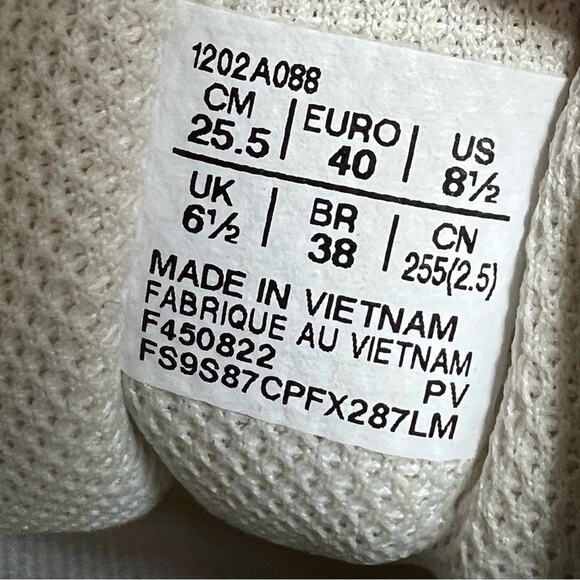 1202A088
CM 25.5 | EURO 40 | US 8½
UK 6½ | BR 38 | CN 255(2.5)
MADE IN VIETNAM
FABRIQUE AU VIETNAM
F450822 PV
FS9S87CPFX287LM